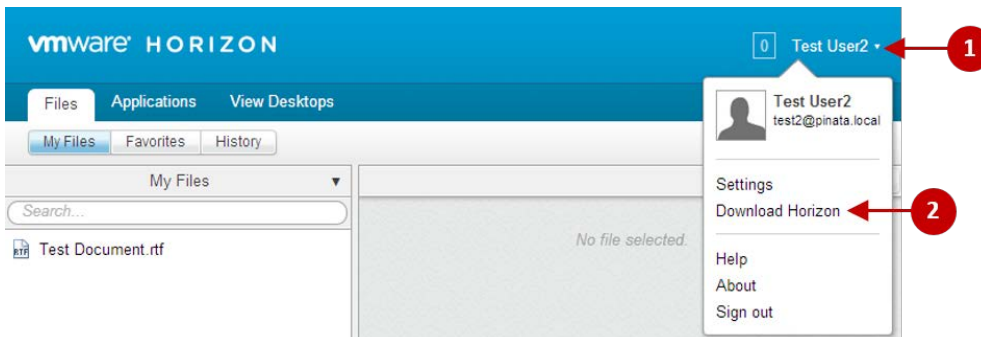 vmware HORIZON
0 Test User2
1
Files Applications View Desktops
Test User2
test2@pinata.local
My Files Favorites History
My Files
Settings
Search...
Download Horizon
2
RTF Test Document.rtf
No file selected.
Help
About
Sign out